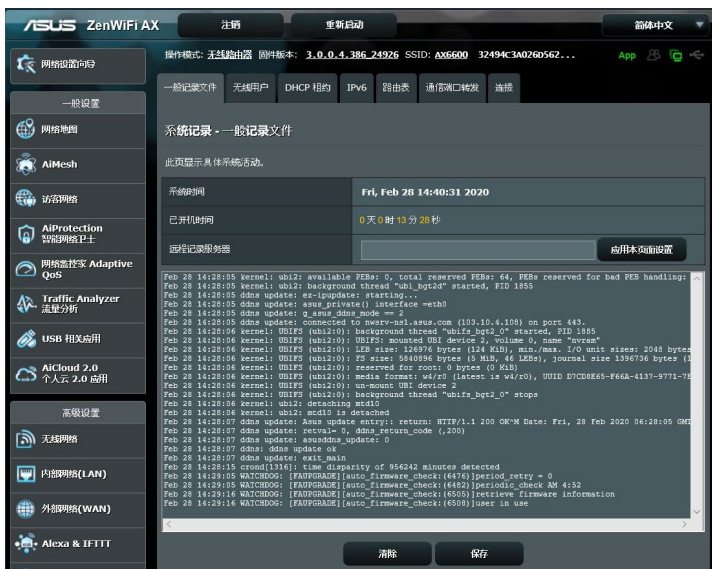 ASUS ZenWiFi AX
注销
重新启动
简体中文
操作模式: 无线路由器 固件版本: 3.0.0.4.386_24926 SSID: AX6600 32494C3A026D562...
App
网络设置向导
一般记录文件 无线用户 DHCP 租约 IPv6 路由表 通信端口转发 连接
一般设置
网络地图
AiMesh
访客网络
AiProtection
智能网络卫士
网络监控家 Adaptive
QoS
Traffic Analyzer
流量分析
USB 相关应用
AiCloud 2.0
个人云 2.0 应用
高级设置
无线网络
内部网络(LAN)
外部网络(WAN)
Alexa & IFTTT
系统记录 - 一般记录文件
此页显示具体系统活动。
系统时间 Fri, Feb 28 14:40:31 2020
已开机时间 0 天 0 时 13 分 28 秒
远程记录服务器 应用本页面设置
Feb 28 14:28:05 kernel: ubi2: available PEBs: 0, total reserved PEBs: 64, PEBs reserved for bad PEB handling:
Feb 28 14:28:05 kernel: ubi2: background thread "ubi_bgt2d" started, PID 1855
Feb 28 14:28:05 ddns update: ez-ipupdate: starting...
Feb 28 14:28:05 ddns update: asus_private() interface =eth0
Feb 28 14:28:05 ddns update: g_asus_ddns_mode == 2
Feb 28 14:28:05 ddns update: connected to nwsrv-ns1.asus.com (103.10.4.108) on port 443.
Feb 28 14:28:06 kernel: UBIFS (ubi2:0): background thread "ubifs_bgt2_0" started, PID 1885
Feb 28 14:28:06 kernel: UBIFS (ubi2:0): UBIFS: mounted UBI device 2, volume 0, name "nvram"
Feb 28 14:28:06 kernel: UBIFS (ubi2:0): LEB size: 126976 bytes (124 KiB), min./max. I/O unit sizes: 2048 bytes
Feb 28 14:28:06 kernel: UBIFS (ubi2:0): FS size: 5840896 bytes (5 MiB, 46 LEBs), journal size 1396736 bytes (1
Feb 28 14:28:06 kernel: UBIFS (ubi2:0): reserved for root: 0 bytes (0 KiB)
Feb 28 14:28:06 kernel: UBIFS (ubi2:0): media format: w4/r0 (latest is w4/r0), UUID D7CD8E65-F66A-4137-9771-7E
Feb 28 14:28:06 kernel: UBIFS (ubi2:0): un-mount UBI device 2
Feb 28 14:28:06 kernel: UBIFS (ubi2:0): background thread "ubifs_bgt2_0" stops
Feb 28 14:28:06 kernel: ubi2: detaching mtd10
Feb 28 14:28:06 kernel: ubi2: mtd10 is detached
Feb 28 14:28:07 ddns update: Asus update entry:: return: HTTP/1.1 200 OK^M Date: Fri, 28 Feb 2020 06:28:05 GMT
Feb 28 14:28:07 ddns update: retval= 0, ddns_return_code (,200)
Feb 28 14:28:07 ddns update: asusddns_update: 0
Feb 28 14:28:07 ddns: ddns update ok
Feb 28 14:28:07 ddns update: exit_main
Feb 28 14:28:15 crond[1316]: time disparity of 956242 minutes detected
Feb 28 14:29:05 WATCHDOG: [FAUPGRADE][auto_firmware_check:(6476)]period_retry = 0
Feb 28 14:29:05 WATCHDOG: [FAUPGRADE][auto_firmware_check:(6482)]periodic_check AM 4:52
Feb 28 14:29:16 WATCHDOG: [FAUPGRADE][auto_firmware_check:(6505)]retrieve firmware information
Feb 28 14:29:16 WATCHDOG: [FAUPGRADE][auto_firmware_check:(6508)]user in use
清除
保存